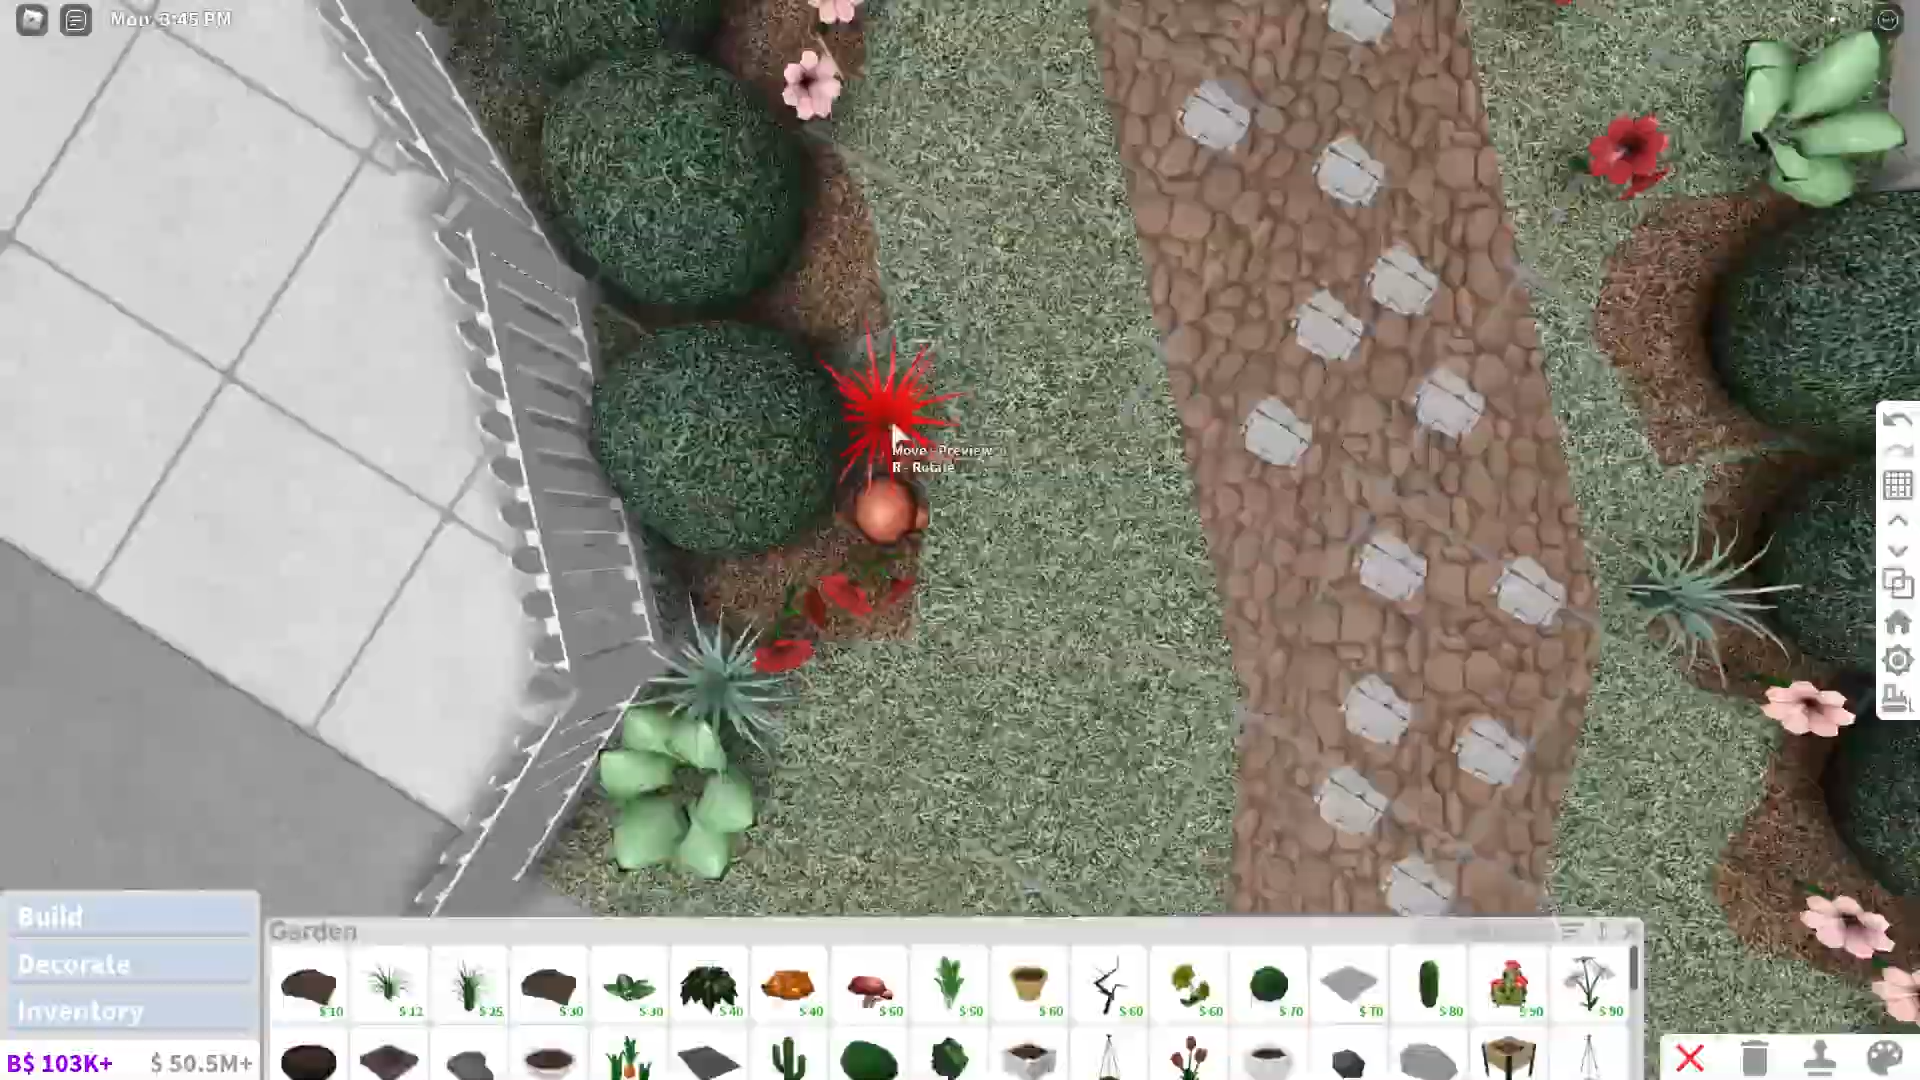 Mon 3:45 PM
Move - Preview
R - Rotate
Build
Decorate
Inventory
B$ 103K+
$ 50.5M+
Garden
$ 10
$ 12
$ 25
$ 30
$ 30
$ 40
$ 40
$ 50
$ 60
$ 60
$ 60
$ 70
$ 70
$ 80
$ 90
$ 90